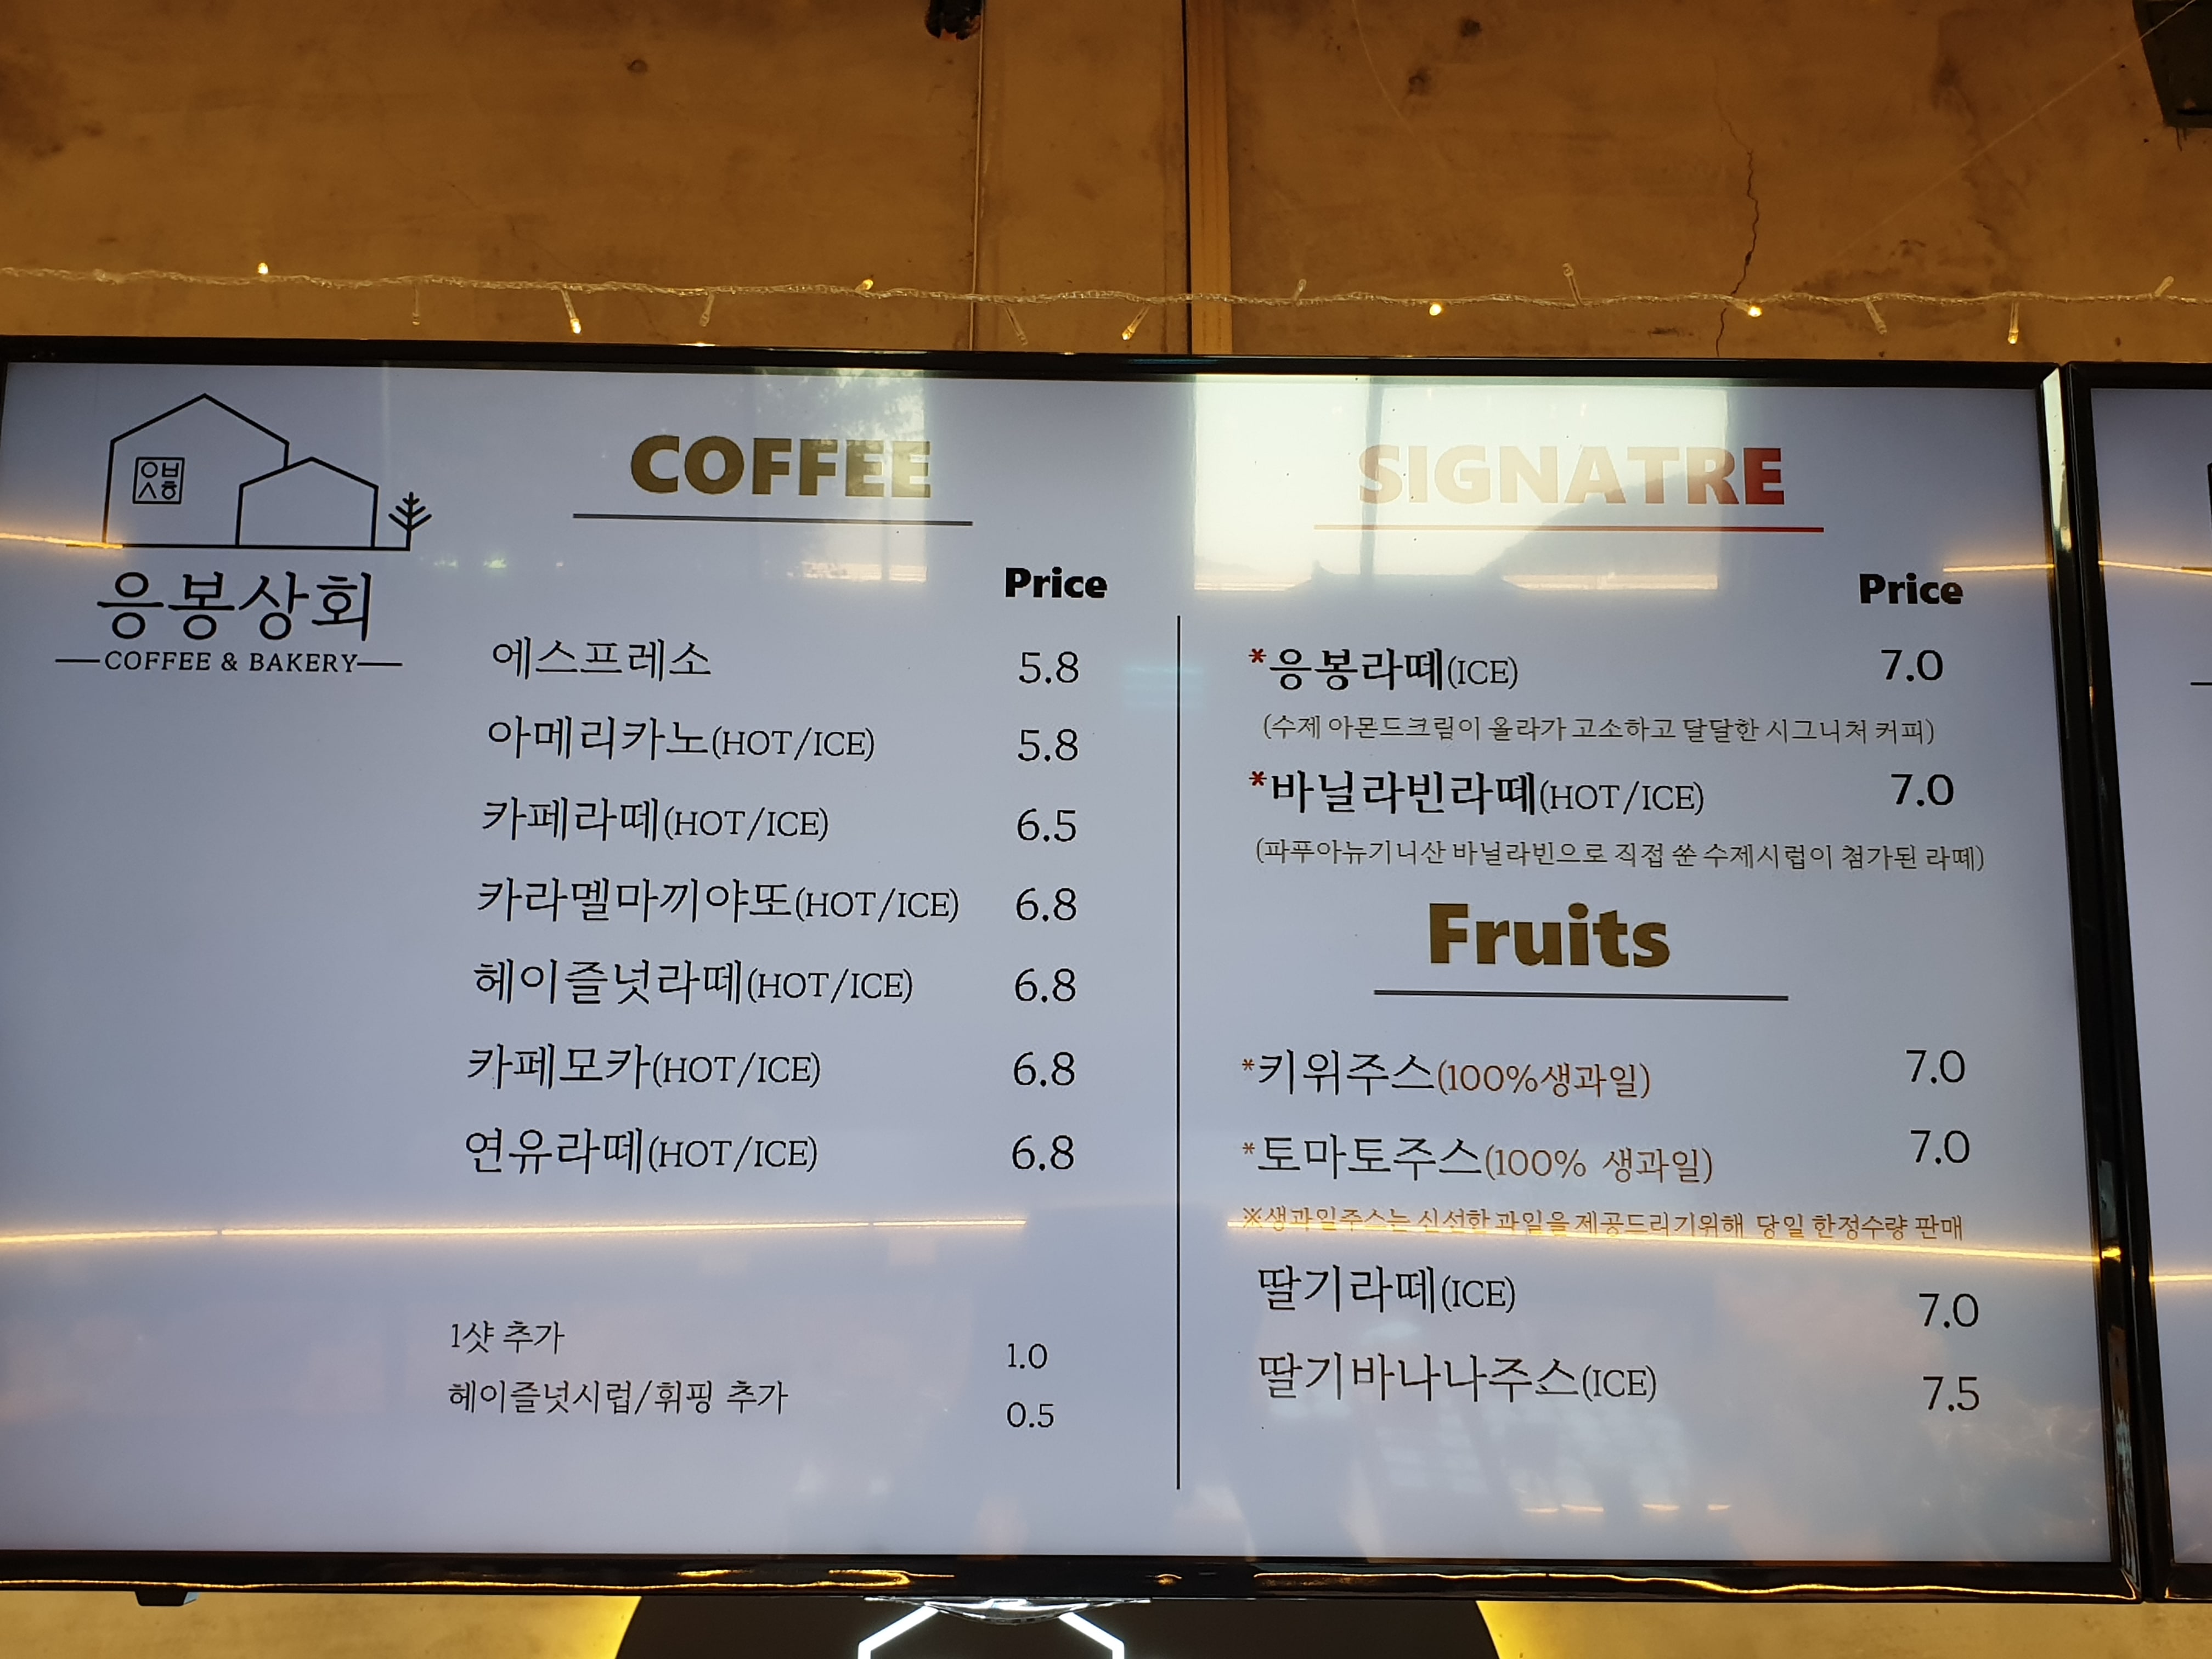 응봉상회
COFFEE & BAKERY
COFFEE
Price
에스프레소 5.8
아메리카노(HOT/ICE) 5.8
카페라떼(HOT/ICE) 6.5
카라멜마끼야또(HOT/ICE) 6.8
헤이즐넛라떼(HOT/ICE) 6.8
카페모카(HOT/ICE) 6.8
연유라떼(HOT/ICE) 6.8
1샷 추가 1.0
헤이즐넛시럽/휘핑 추가 0.5
SIGNATRE
Price
*응봉라떼(ICE) 7.0
(수제 아몬드크림이 올라가 고소하고 달달한 시그니처 커피)
*바닐라빈라떼(HOT/ICE) 7.0
(파푸아뉴기니산 바닐라빈으로 직접 쑨 수제시럽이 첨가된 라떼)
Fruits
*키위주스(100%생과일) 7.0
*토마토주스(100% 생과일) 7.0
※생과일주스는 신선한 과일을 제공드리기위해 당일 한정수량 판매
딸기라떼(ICE) 7.0
딸기바나나주스(ICE) 7.5